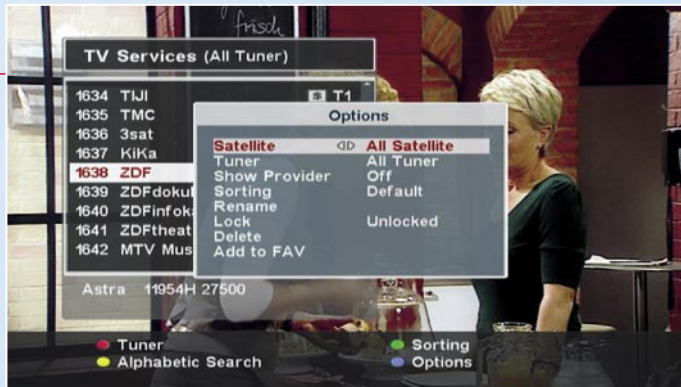 frisch
TV Services (All Tuner)
1634 TIJI $ T1
1635 TMC
1636 3sat
1637 KiKa
1638 ZDF
1639 ZDFdokul
1640 ZDFinfoka
1641 ZDFtheat
1642 MTV Mus
Options
Satellite All Satellite
Tuner All Tuner
Show Provider Off
Sorting Default
Rename
Lock Unlocked
Delete
Add to FAV
Astra 11954H 27500
Tuner
Sorting
Alphabetic Search
Options